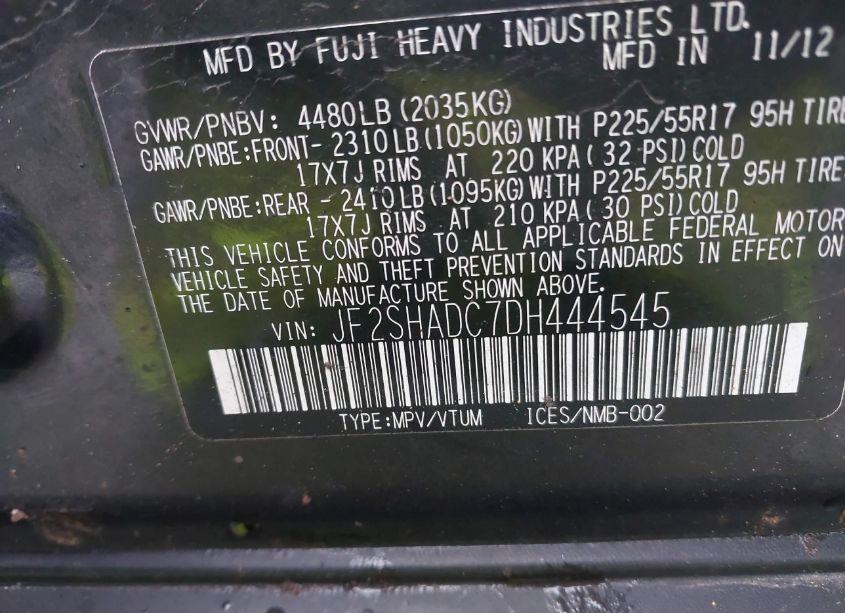 MFD BY FUJI HEAVY INDUSTRIES LTD.
MFD IN 11/12
GVWR/PNBV: 4480LB(2035KG)
GAWR/PNBE:FRONT- 2310LB(1050KG)WITH P225/55R17 95H TIRE
17X7J RIMS AT 220 KPA( 32 PSI)COLD
GAWR/PNBE:REAR - 2410LB(1095KG)WITH P225/55R17 95H TIRE
17X7J RIMS AT 210 KPA( 30 PSI)COLD
THIS VEHICLE CONFORMS TO ALL APPLICABLE FEDERAL MOTOR
VEHICLE SAFETY AND THEFT PREVENTION STANDARDS IN EFFECT ON
THE DATE OF MANUFACTURE SHOWN ABOVE.
VIN: JF2SHADC7DH444545
TYPE:MPV/VTUM ICES/NMB-002